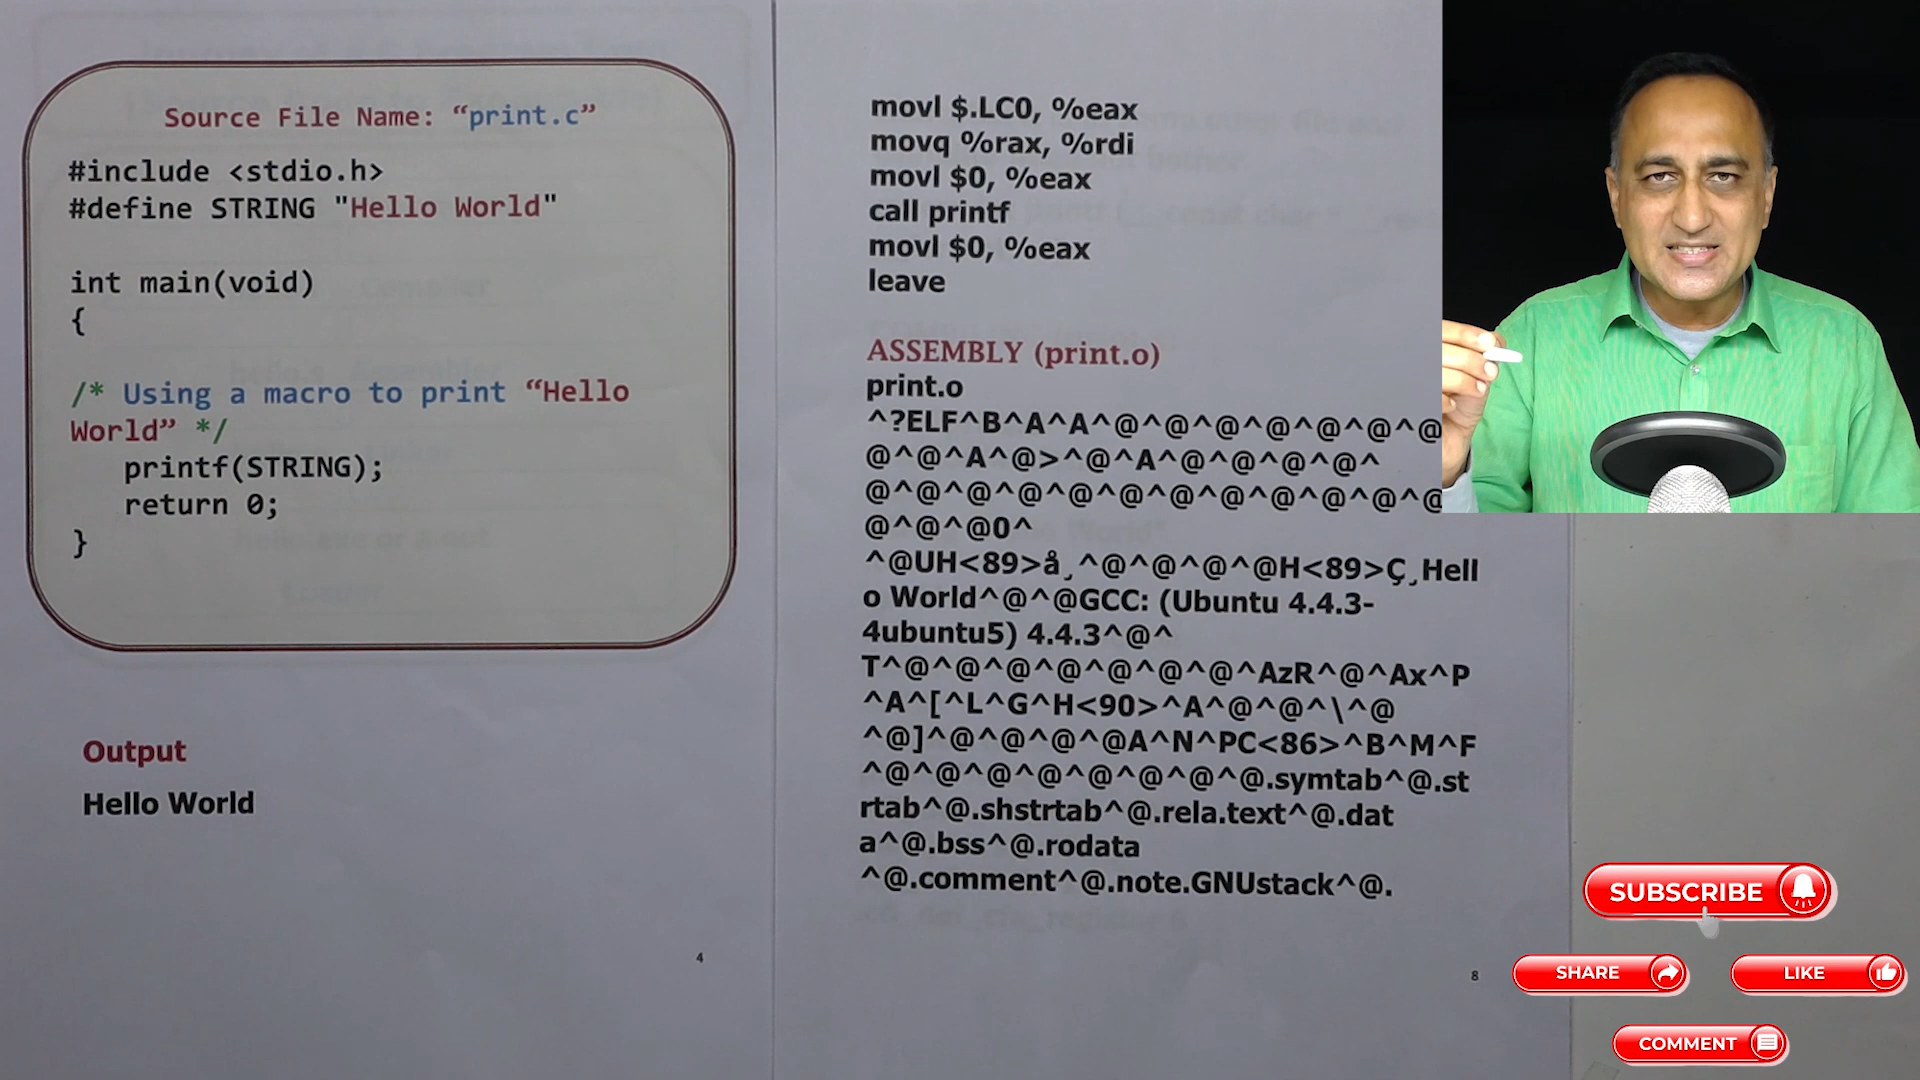 Source File Name: “print.c”
#include <stdio.h>
#define STRING "Hello World"
int main(void)
{
/* Using a macro to print “Hello
World” */
printf(STRING);
return 0;
}
Output
Hello World
4
movl $.LC0, %eax
movq %rax, %rdi
movl $0, %eax
call printf
movl $0, %eax
leave
ASSEMBLY (print.o)
print.o
^?ELF^B^A^A^@^@^@^@^@^@^@
@^@^A^@>^@^A^@^@^@^@^
@^@^@^@^@^@^@^@^@^@^@^@
@^@^@0^
^@UH<89>å¸^@^@^@^@H<89>Ç¸Hell
o World^@^@GCC: (Ubuntu 4.4.3-
4ubuntu5) 4.4.3^@^
T^@^@^@^@^@^@^@^AzR^@^Ax^P
^A^[^L^G^H<90>^A^@^@^\^@
^@]^@^@^@^@A^N^PC<86>^B^M^F
^@^@^@^@^@^@^@^@.symtab^@.st
rtab^@.shstrtab^@.rela.text^@.dat
a^@.bss^@.rodata
^@.comment^@.note.GNUstack^@.
8
SUBSCRIBE
SHARE
LIKE
COMMENT